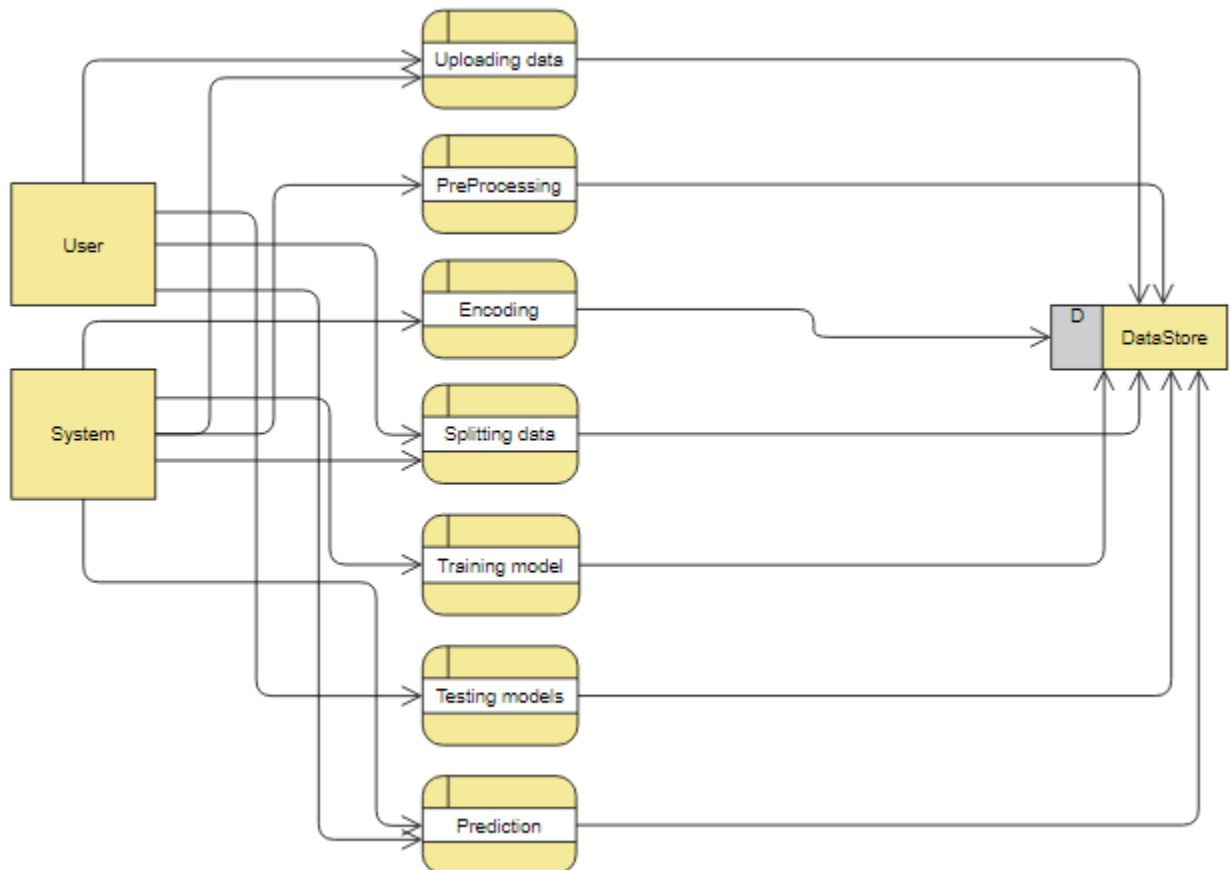 Uploading data
PreProcessing
User
Encoding
D
DataStore
System
Splitting data
Training model
Testing models
Prediction